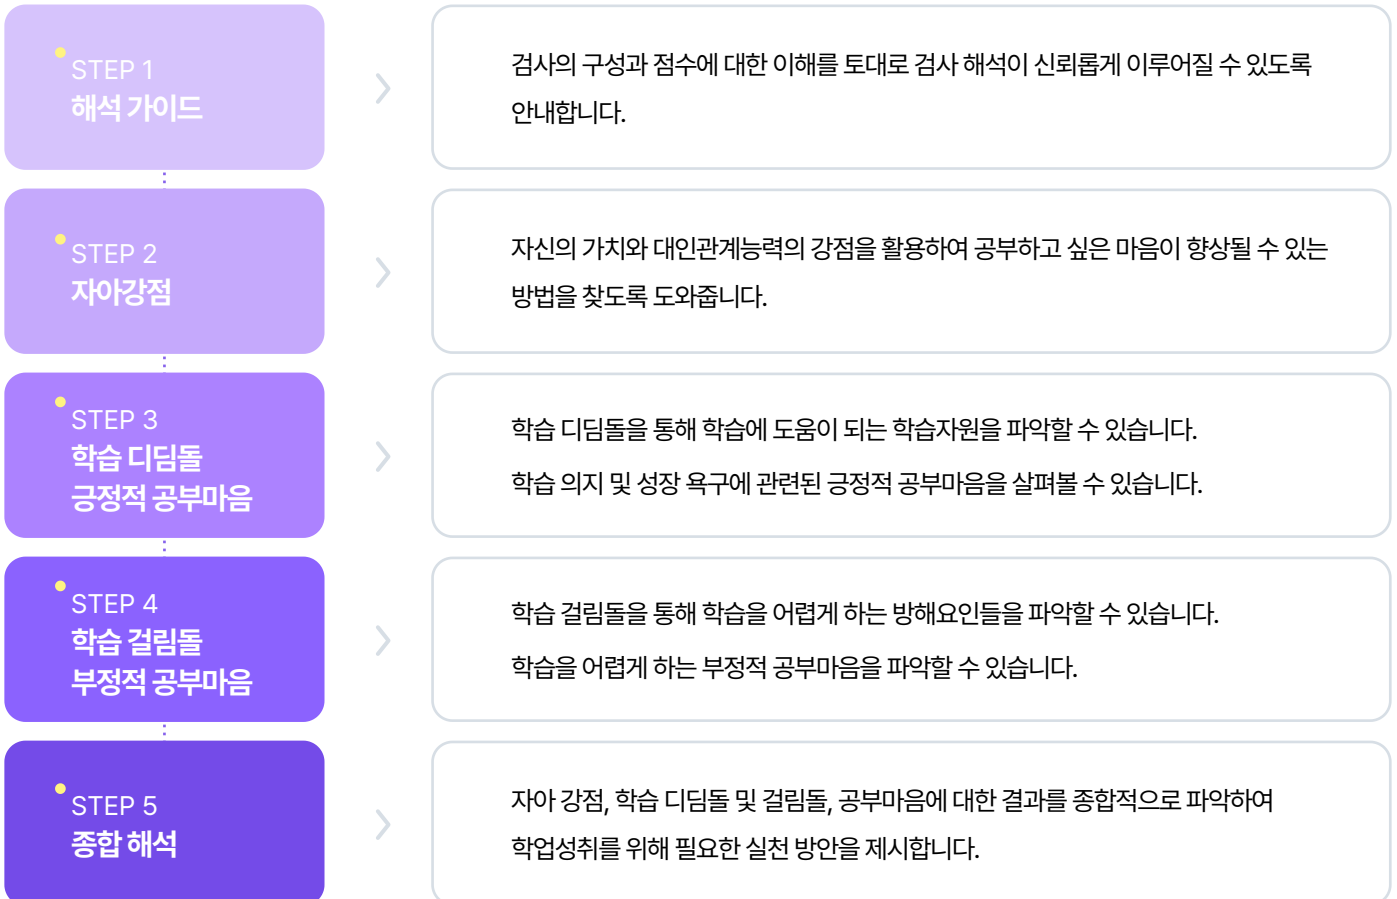 STEP 1
해석 가이드
검사의 구성과 점수에 대한 이해를 토대로 검사 해석이 신뢰롭게 이루어질 수 있도록
안내합니다.
STEP 2
자아강점
자신의 가치와 대인관계능력의 강점을 활용하여 공부하고 싶은 마음이 향상될 수 있는
방법을 찾도록 도와줍니다.
STEP 3
학습 디딤돌
긍정적 공부마음
학습 디딤돌을 통해 학습에 도움이 되는 학습자원을 파악할 수 있습니다.
학습 의지 및 성장 욕구에 관련된 긍정적 공부마음을 살펴볼 수 있습니다.
STEP 4
학습 걸림돌
부정적 공부마음
학습 걸림돌을 통해 학습을 어렵게 하는 방해요인들을 파악할 수 있습니다.
학습을 어렵게 하는 부정적 공부마음을 파악할 수 있습니다.
STEP 5
종합 해석
자아 강점, 학습 디딤돌 및 걸림돌, 공부마음에 대한 결과를 종합적으로 파악하여
학업성취를 위해 필요한 실천 방안을 제시합니다.